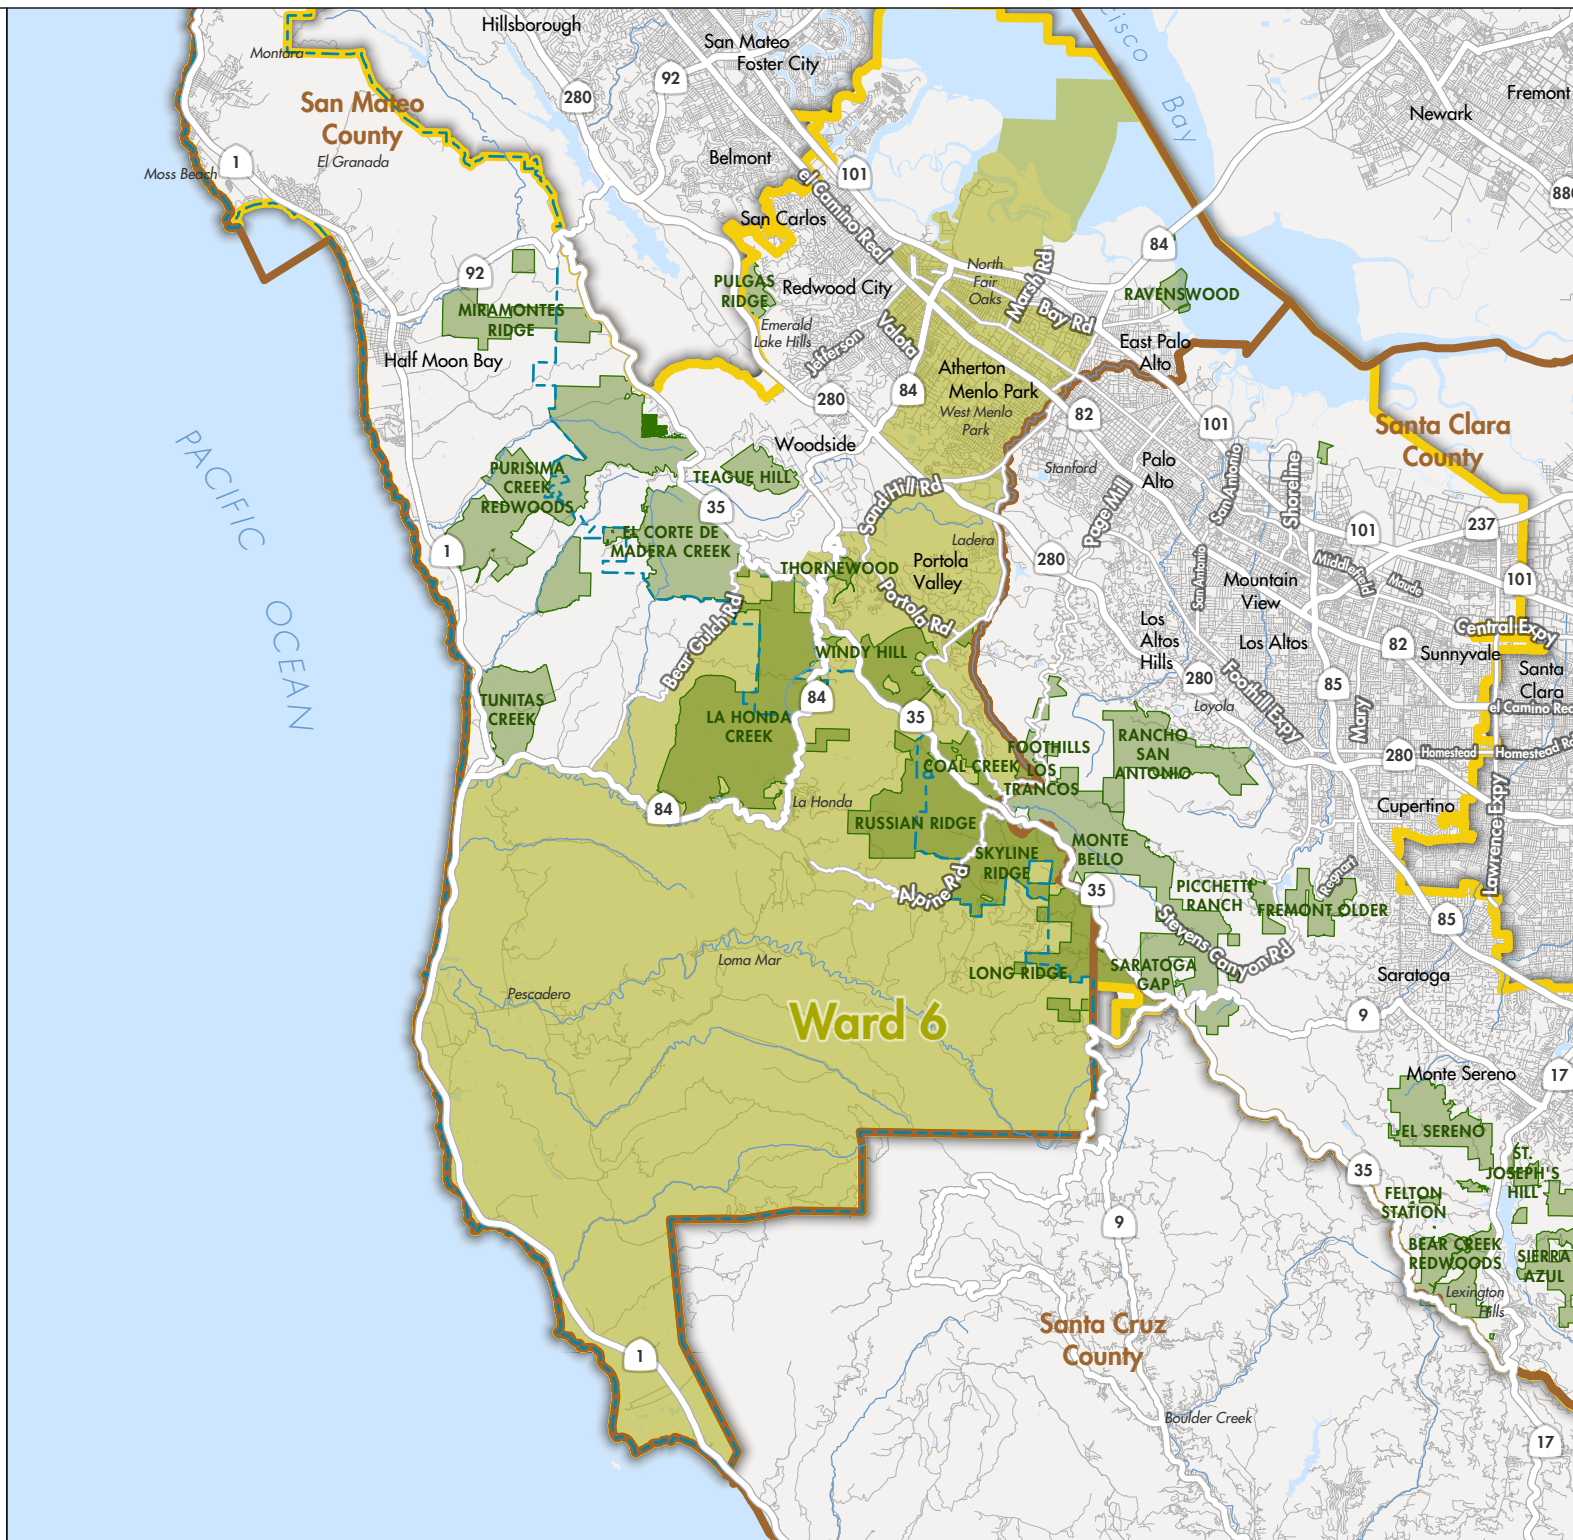 Hillsborough
San Mateo
Foster City
cisco
Bay
Montara
92
280
Fremont
Newark
San Mateo
County
El Granada
1
Moss Beach
Belmont
101
880
el Camino Real
San Carlos
84
92
PULGAS
RIDGE
Redwood City
North
Fair
Oaks
Marsh Rd
Bay Rd
RAVENSWOOD
MIRAMONTES
RIDGE
Emerald
Lake Hills
Jefferson
Valota
East Palo
Alto
Half Moon Bay
Atherton
Menlo Park
West Menlo
Park
280
84
82
101
Santa Clara
County
PACIFIC
OCEAN
Woodside
Stanford
Palo
Alto
San Antonio
Shoreline
PURISIMA
CREEK
REDWOODS
TEAGUE HILL
Sand Hill Rd
Page Mill
35
101
237
EL CORTE DE
MADERA CREEK
1
Ladera
280
THORNEWOOD
Portola
Valley
Portola Rd
San Antonio
Mountain
View
Middlefield
Maude
101
Bear Gulch Rd
Los
Altos
Hills
Los Altos
82
Central Expy
Sunnyvale
Santa
Clara
WINDY HILL
84
280
Foothill Expy
85
Mary
Loyola
el Camino Real
TUNITAS
CREEK
LA HONDA
CREEK
35
FOOTHILLS
RANCHO
SAN
ANTONIO
280
Homestead
Homestead Rd
COAL CREEK
LOS
TRANCOS
Lawrence Expy
84
La Honda
Cupertino
RUSSIAN RIDGE
SKYLINE
RIDGE
MONTE
BELLO
Alpine Rd
35
PICCHETTI
RANCH
Regnart
FREMONT OLDER
85
Stevens Canyon Rd
Loma Mar
LONG RIDGE
SARATOGA
GAP
Saratoga
Pescadero
Ward 6
9
Monte Sereno
17
EL SERENO
ST.
JOSEPH'S
HILL
35
FELTON
STATION
9
BEAR CREEK
REDWOODS
SIERRA
AZUL
Lexington
Hills
Santa Cruz
County
1
Boulder Creek
17